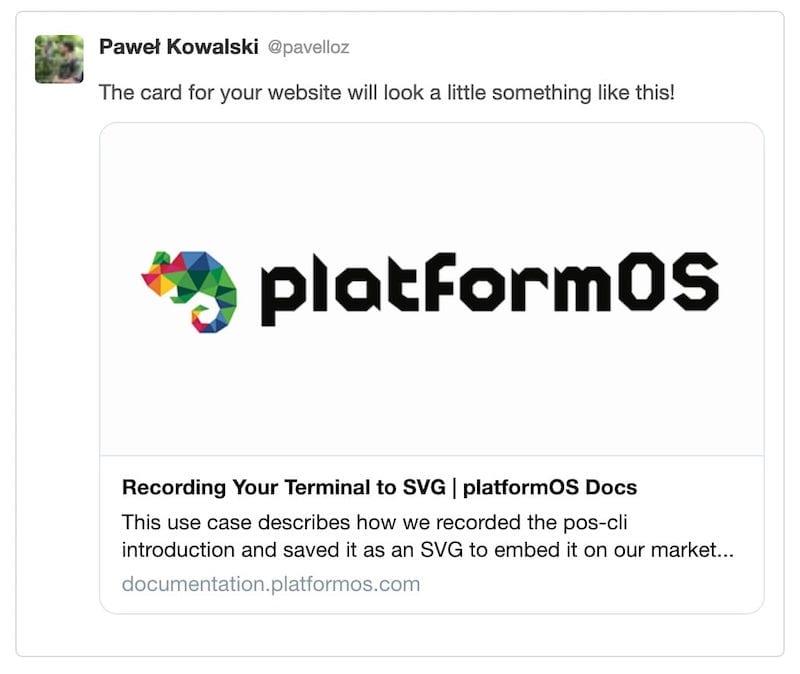 Paweł Kowalski @pavelloz
The card for your website will look a little something like this!
platformOS
Recording Your Terminal to SVG | platformOS Docs
This use case describes how we recorded the pos-cli
introduction and saved it as an SVG to embed it on our market...
documentation.platformos.com